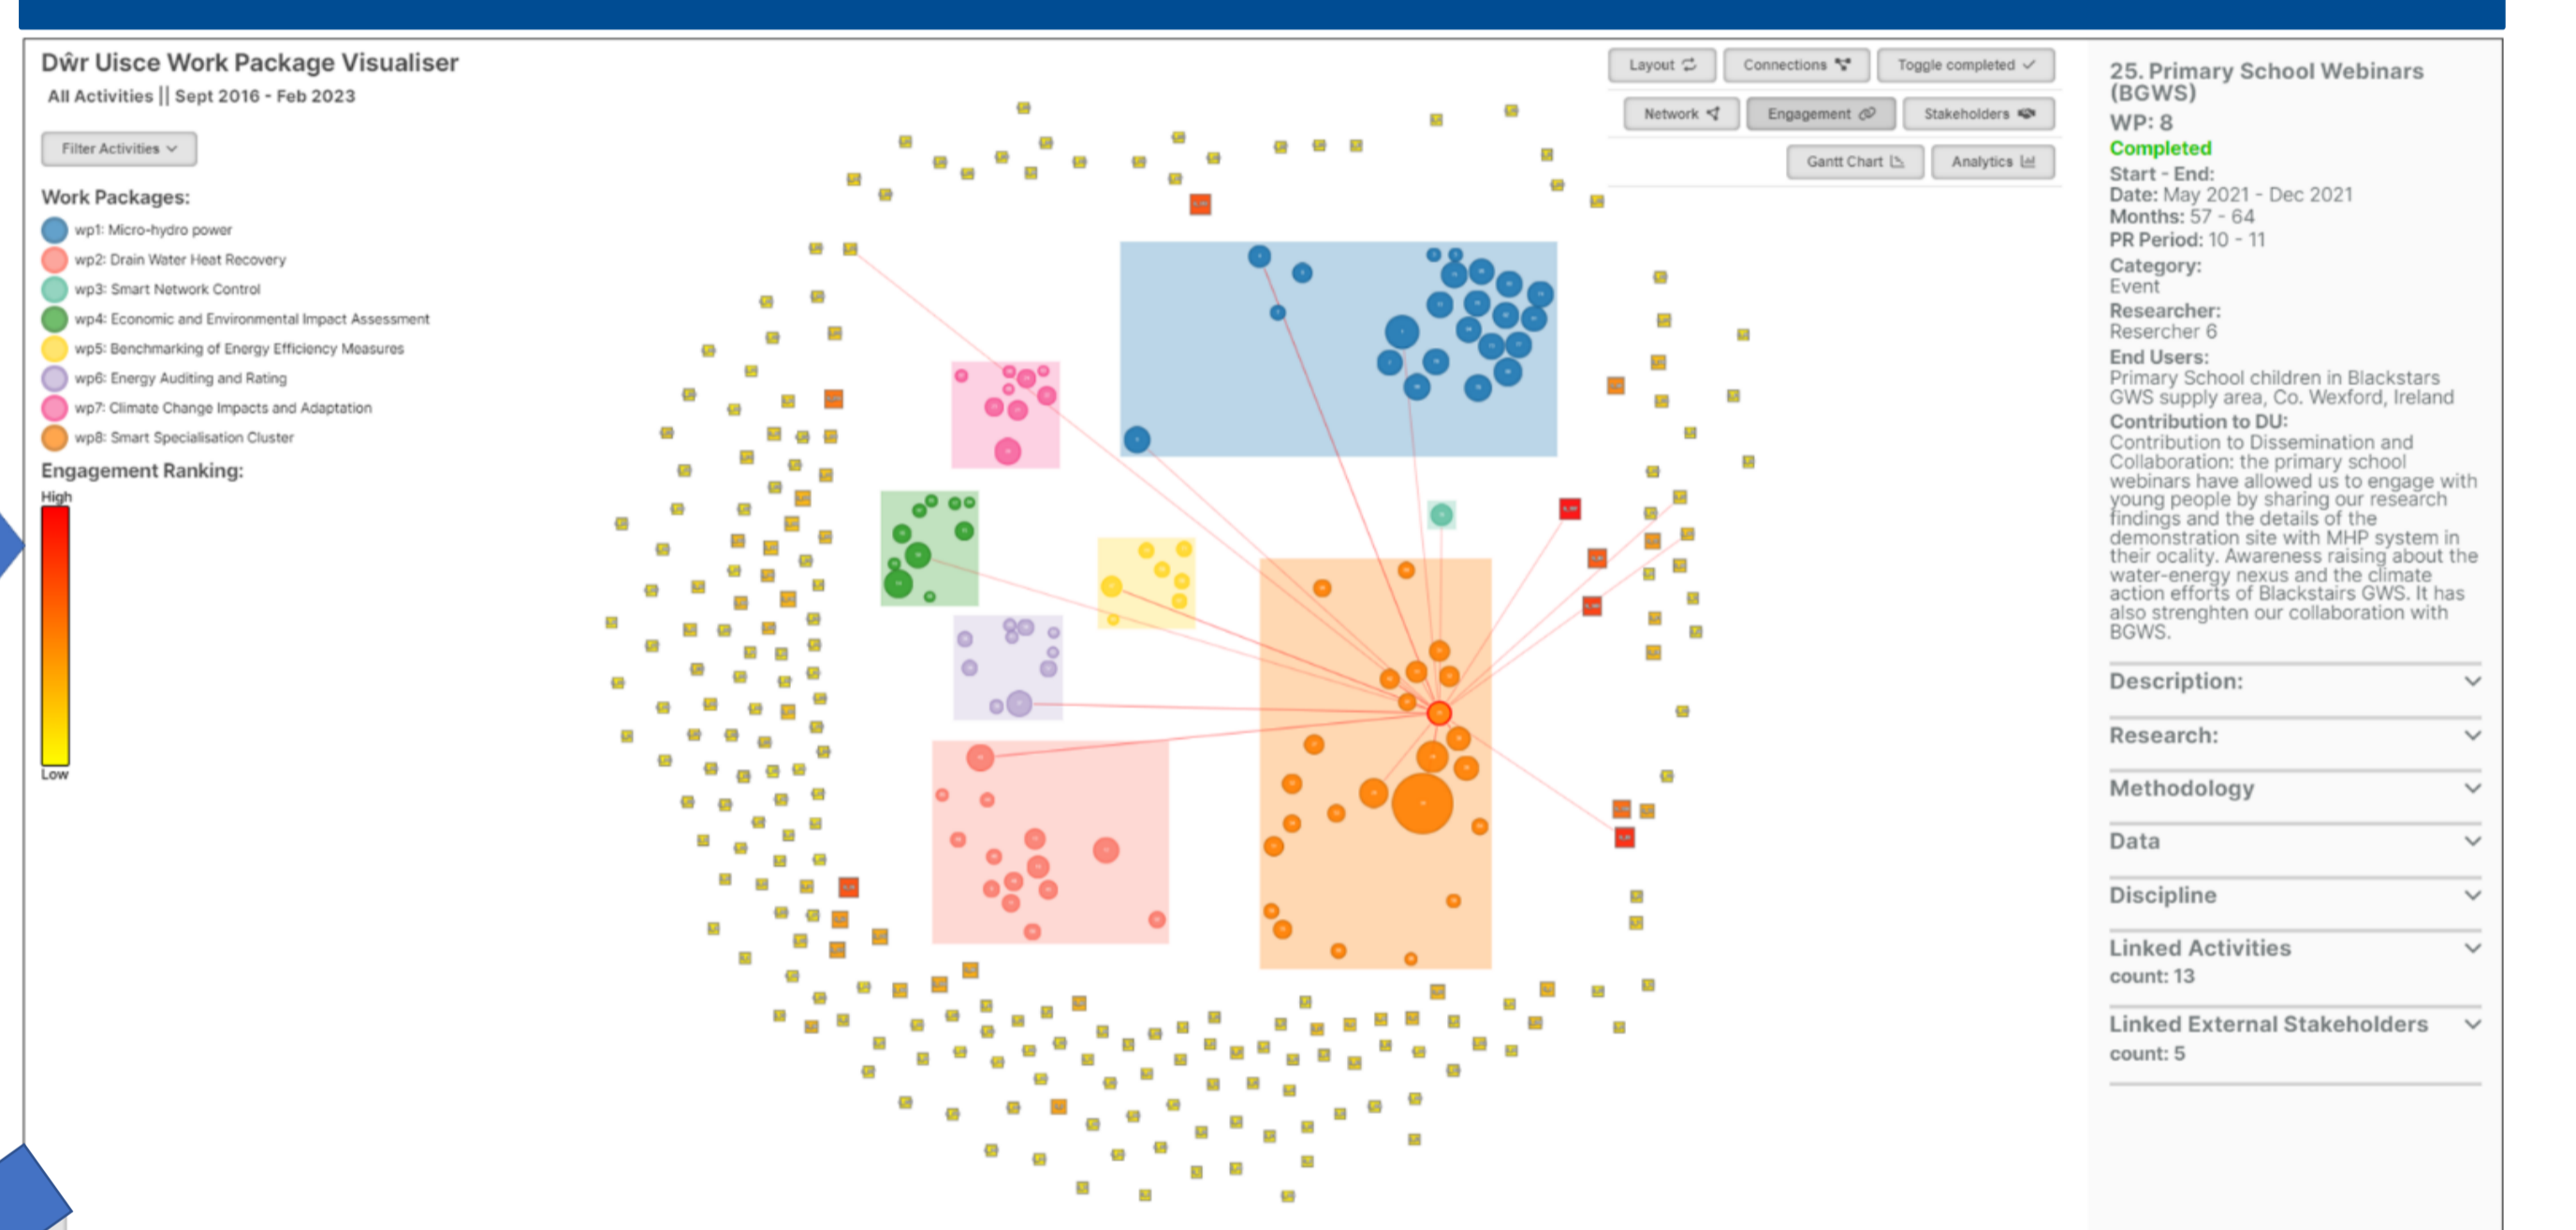 Dŵr Uisce Work Package Visualiser
All Activities || Sept 2016 - Feb 2023
Filter Activities
Work Packages:
wp1: Micro-hydro power
wp2: Drain Water Heat Recovery
wp3: Smart Network Control
wp4: Economic and Environmental Impact Assessment
wp5: Benchmarking of Energy Efficiency Measures
wp6: Energy Auditing and Rating
wp7: Climate Change Impacts and Adaptation
wp8: Smart Specialisation Cluster
Engagement Ranking:
High
Low
Layout
Connections
Toggle completed
Network
Engagement
Stakeholders
Gantt Chart
Analytics
25. Primary School Webinars
(BGWS)
WP: 8
Completed
Start - End:
Date: May 2021 - Dec 2021
Months: 57 - 64
PR Period: 10 - 11
Category:
Event
Researcher:
Resercher 6
End Users:
Primary School children in Blackstars
GWS supply area, Co. Wexford, Ireland
Contribution to DU:
Contribution to Dissemination and
Collaboration: the primary school
webinars have allowed us to engage with
young people by sharing our research
findings and the details of the
demonstration site with MHP system in
their ocality. Awareness raising about the
water-energy nexus and the climate
action efforts of Blackstairs GWS. It has
also strenghten our collaboration with
BGWS.
Description:
Research:
Methodology
Data
Discipline
Linked Activities
count: 13
Linked External Stakeholders
count: 5